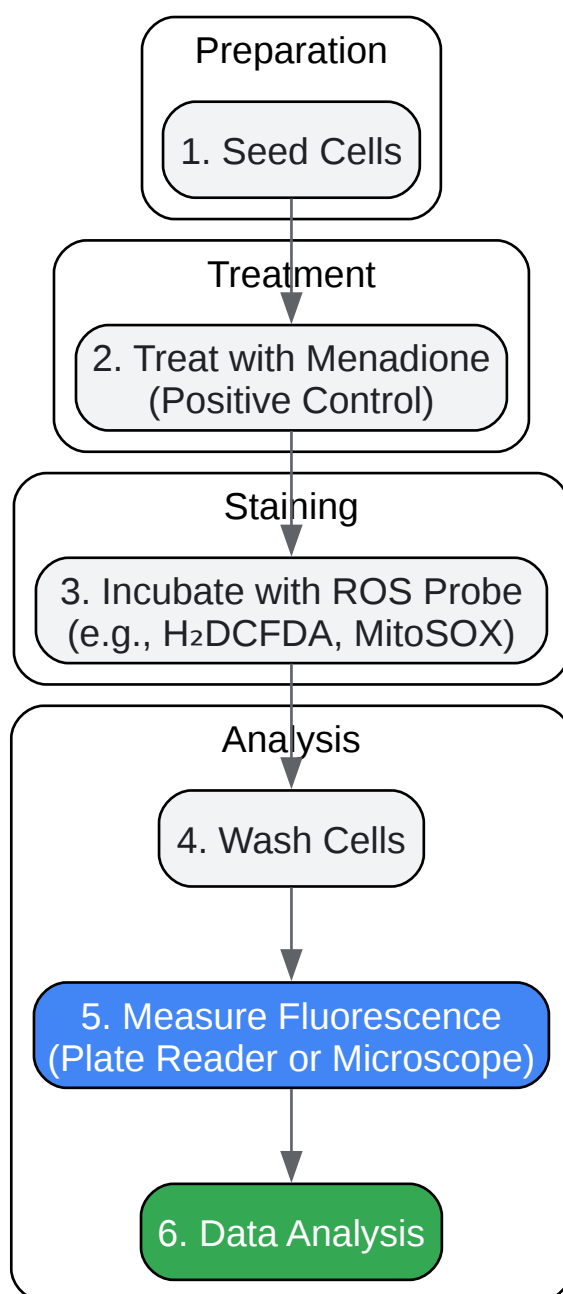 Preparation
1. Seed Cells
Treatment
2. Treat with Menadione
(Positive Control)
Staining
3. Incubate with ROS Probe
(e.g., H₂DCFDA, MitoSOX)
Analysis
4. Wash Cells
5. Measure Fluorescence
(Plate Reader or Microscope)
6. Data Analysis